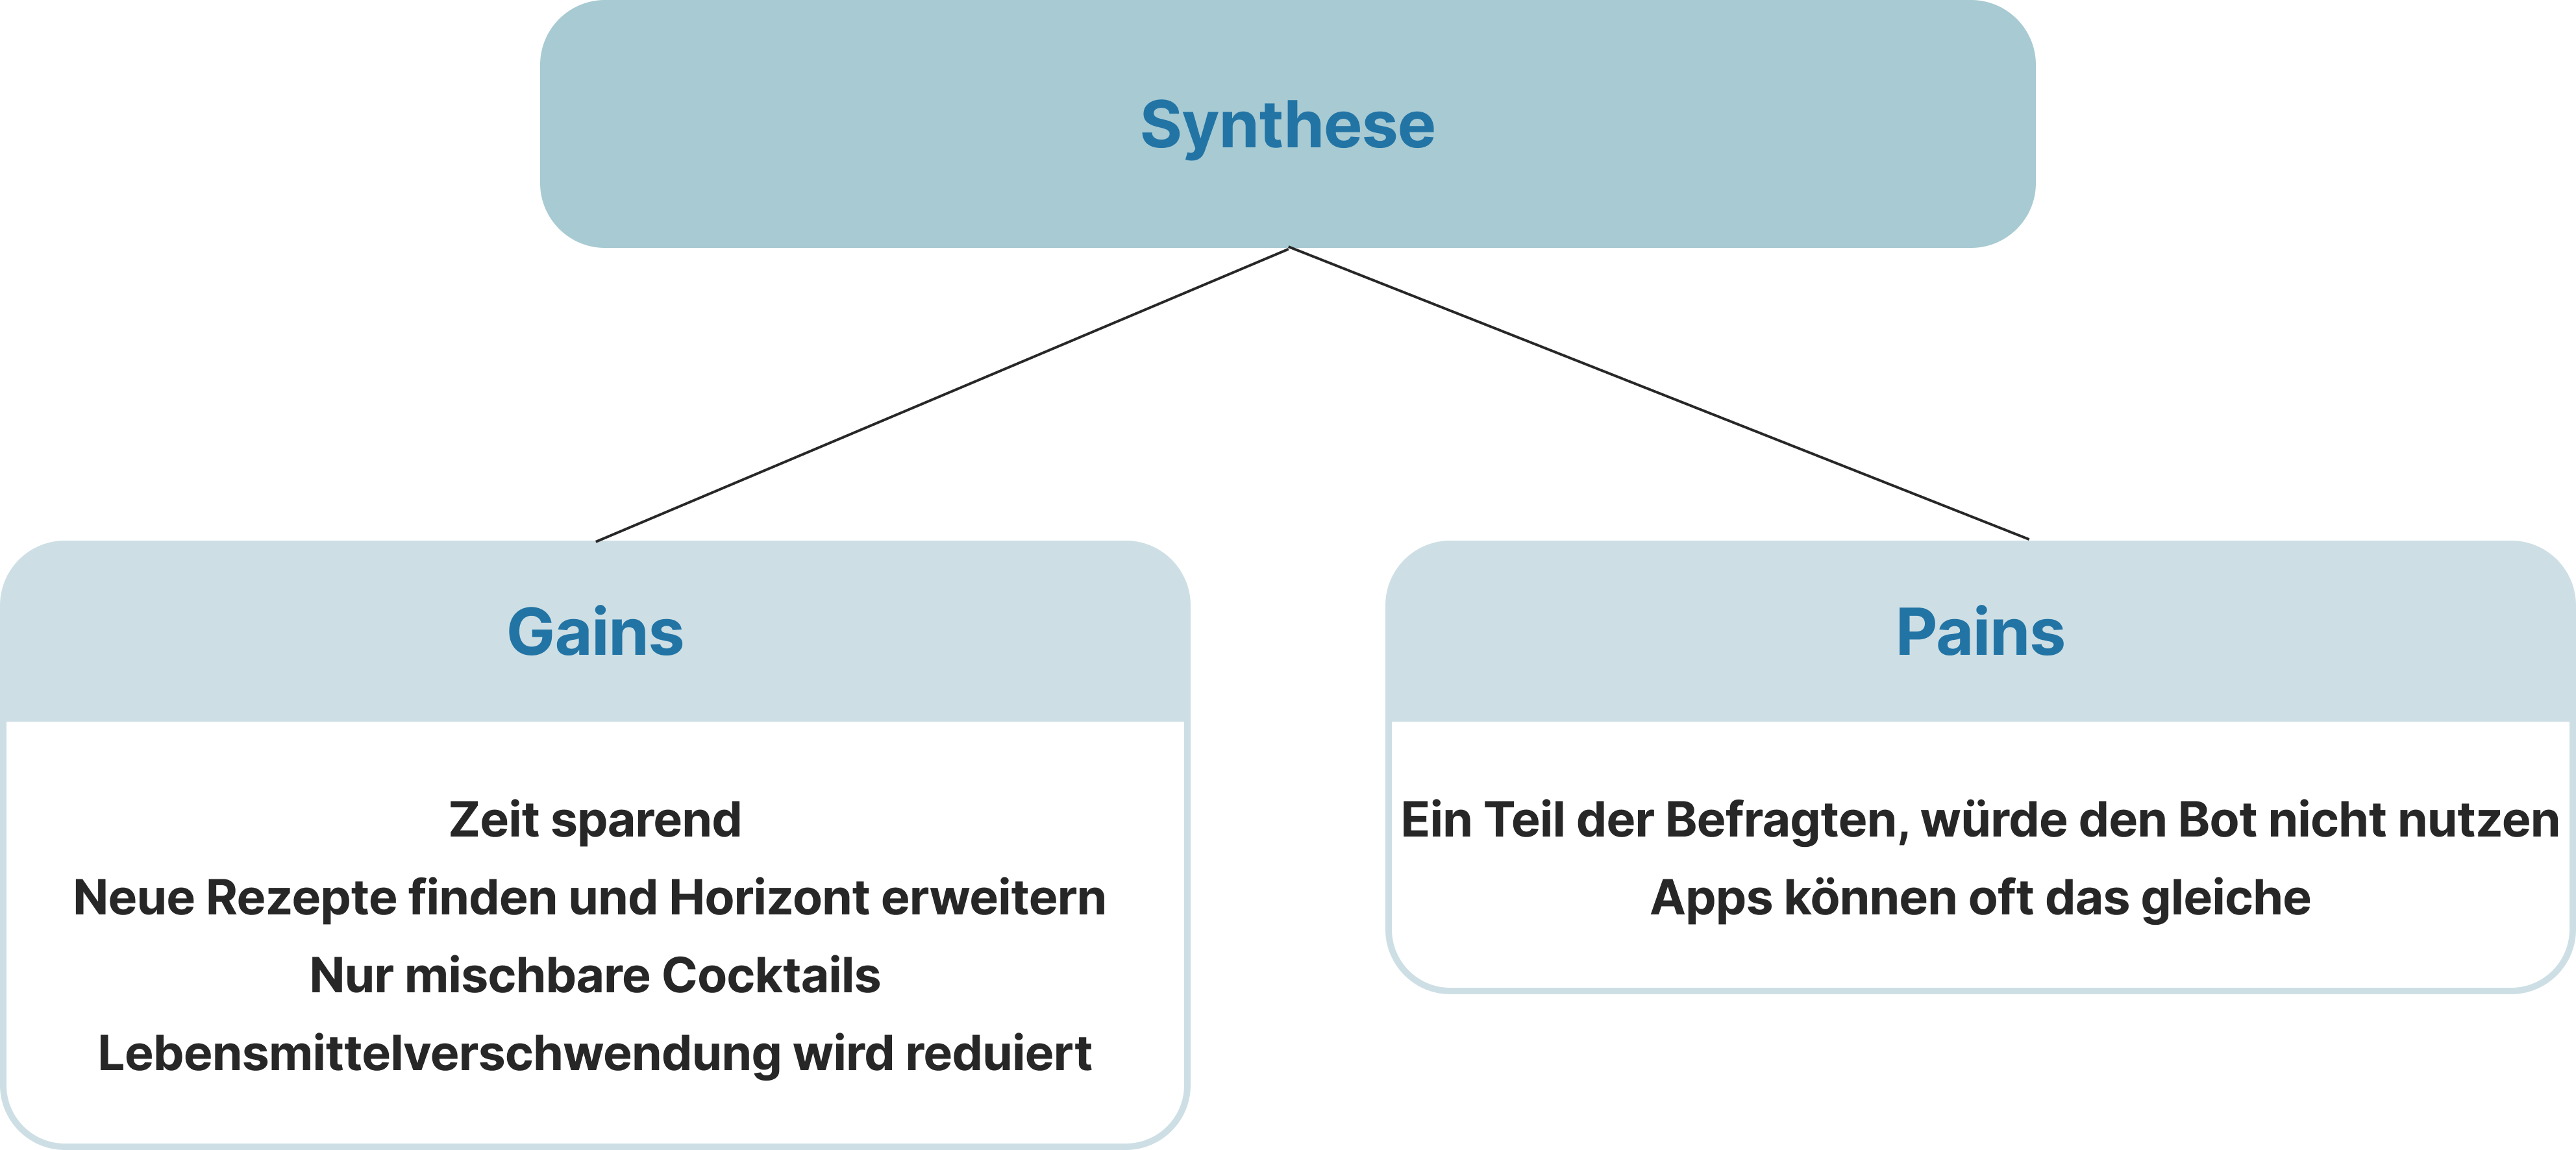 Synthese
Gains
Zeit sparend
Neue Rezepte finden und Horizont erweitern
Nur mischbare Cocktails
Lebensmittelverschwendung wird reduiert
Pains
Ein Teil der Befragten, würde den Bot nicht nutzen
Apps können oft das gleiche